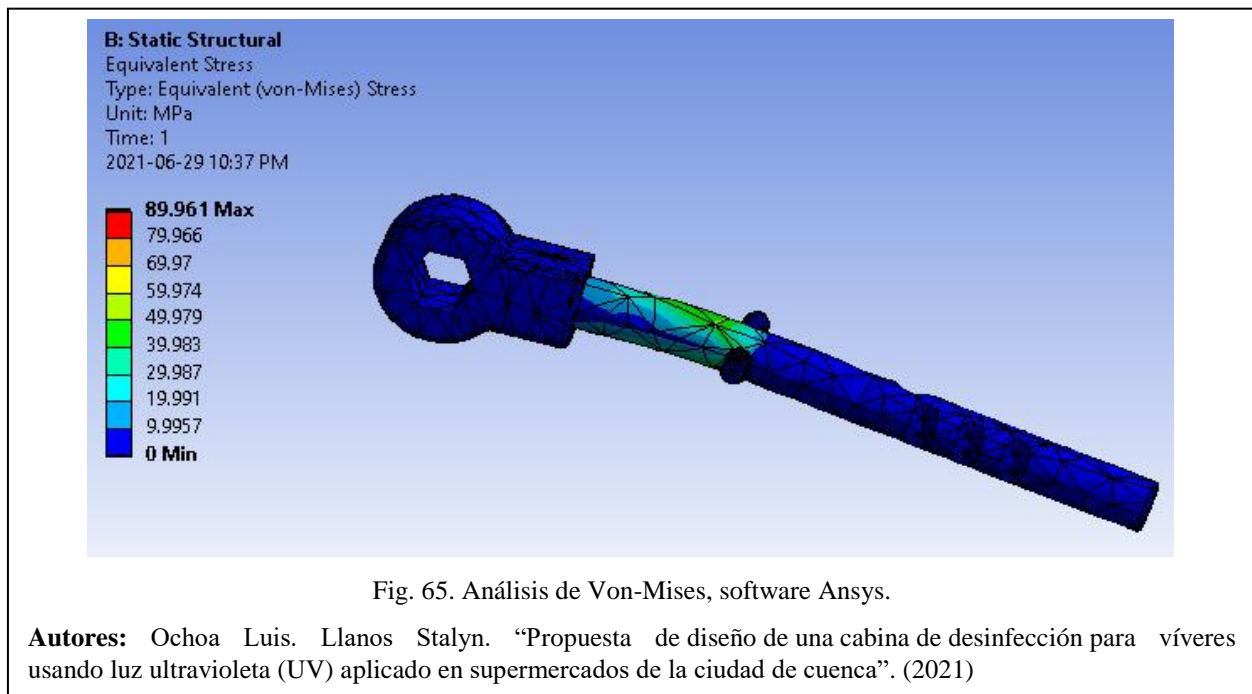 B: Static Structural
Equivalent Stress
Type: Equivalent (von-Mises) Stress
Unit: MPa
Time: 1
2021-06-29 10:37 PM
89.961 Max
79.966
69.97
59.974
49.979
39.983
29.987
19.991
9.9957
0 Min
Fig. 65. Análisis de Von-Mises, software Ansys.
Autores: Ochoa Luis. Llanos Stalyn. “Propuesta de diseño de una cabina de desinfección para víveres
usando luz ultravioleta (UV) aplicado en supermercados de la ciudad de cuenca”. (2021)